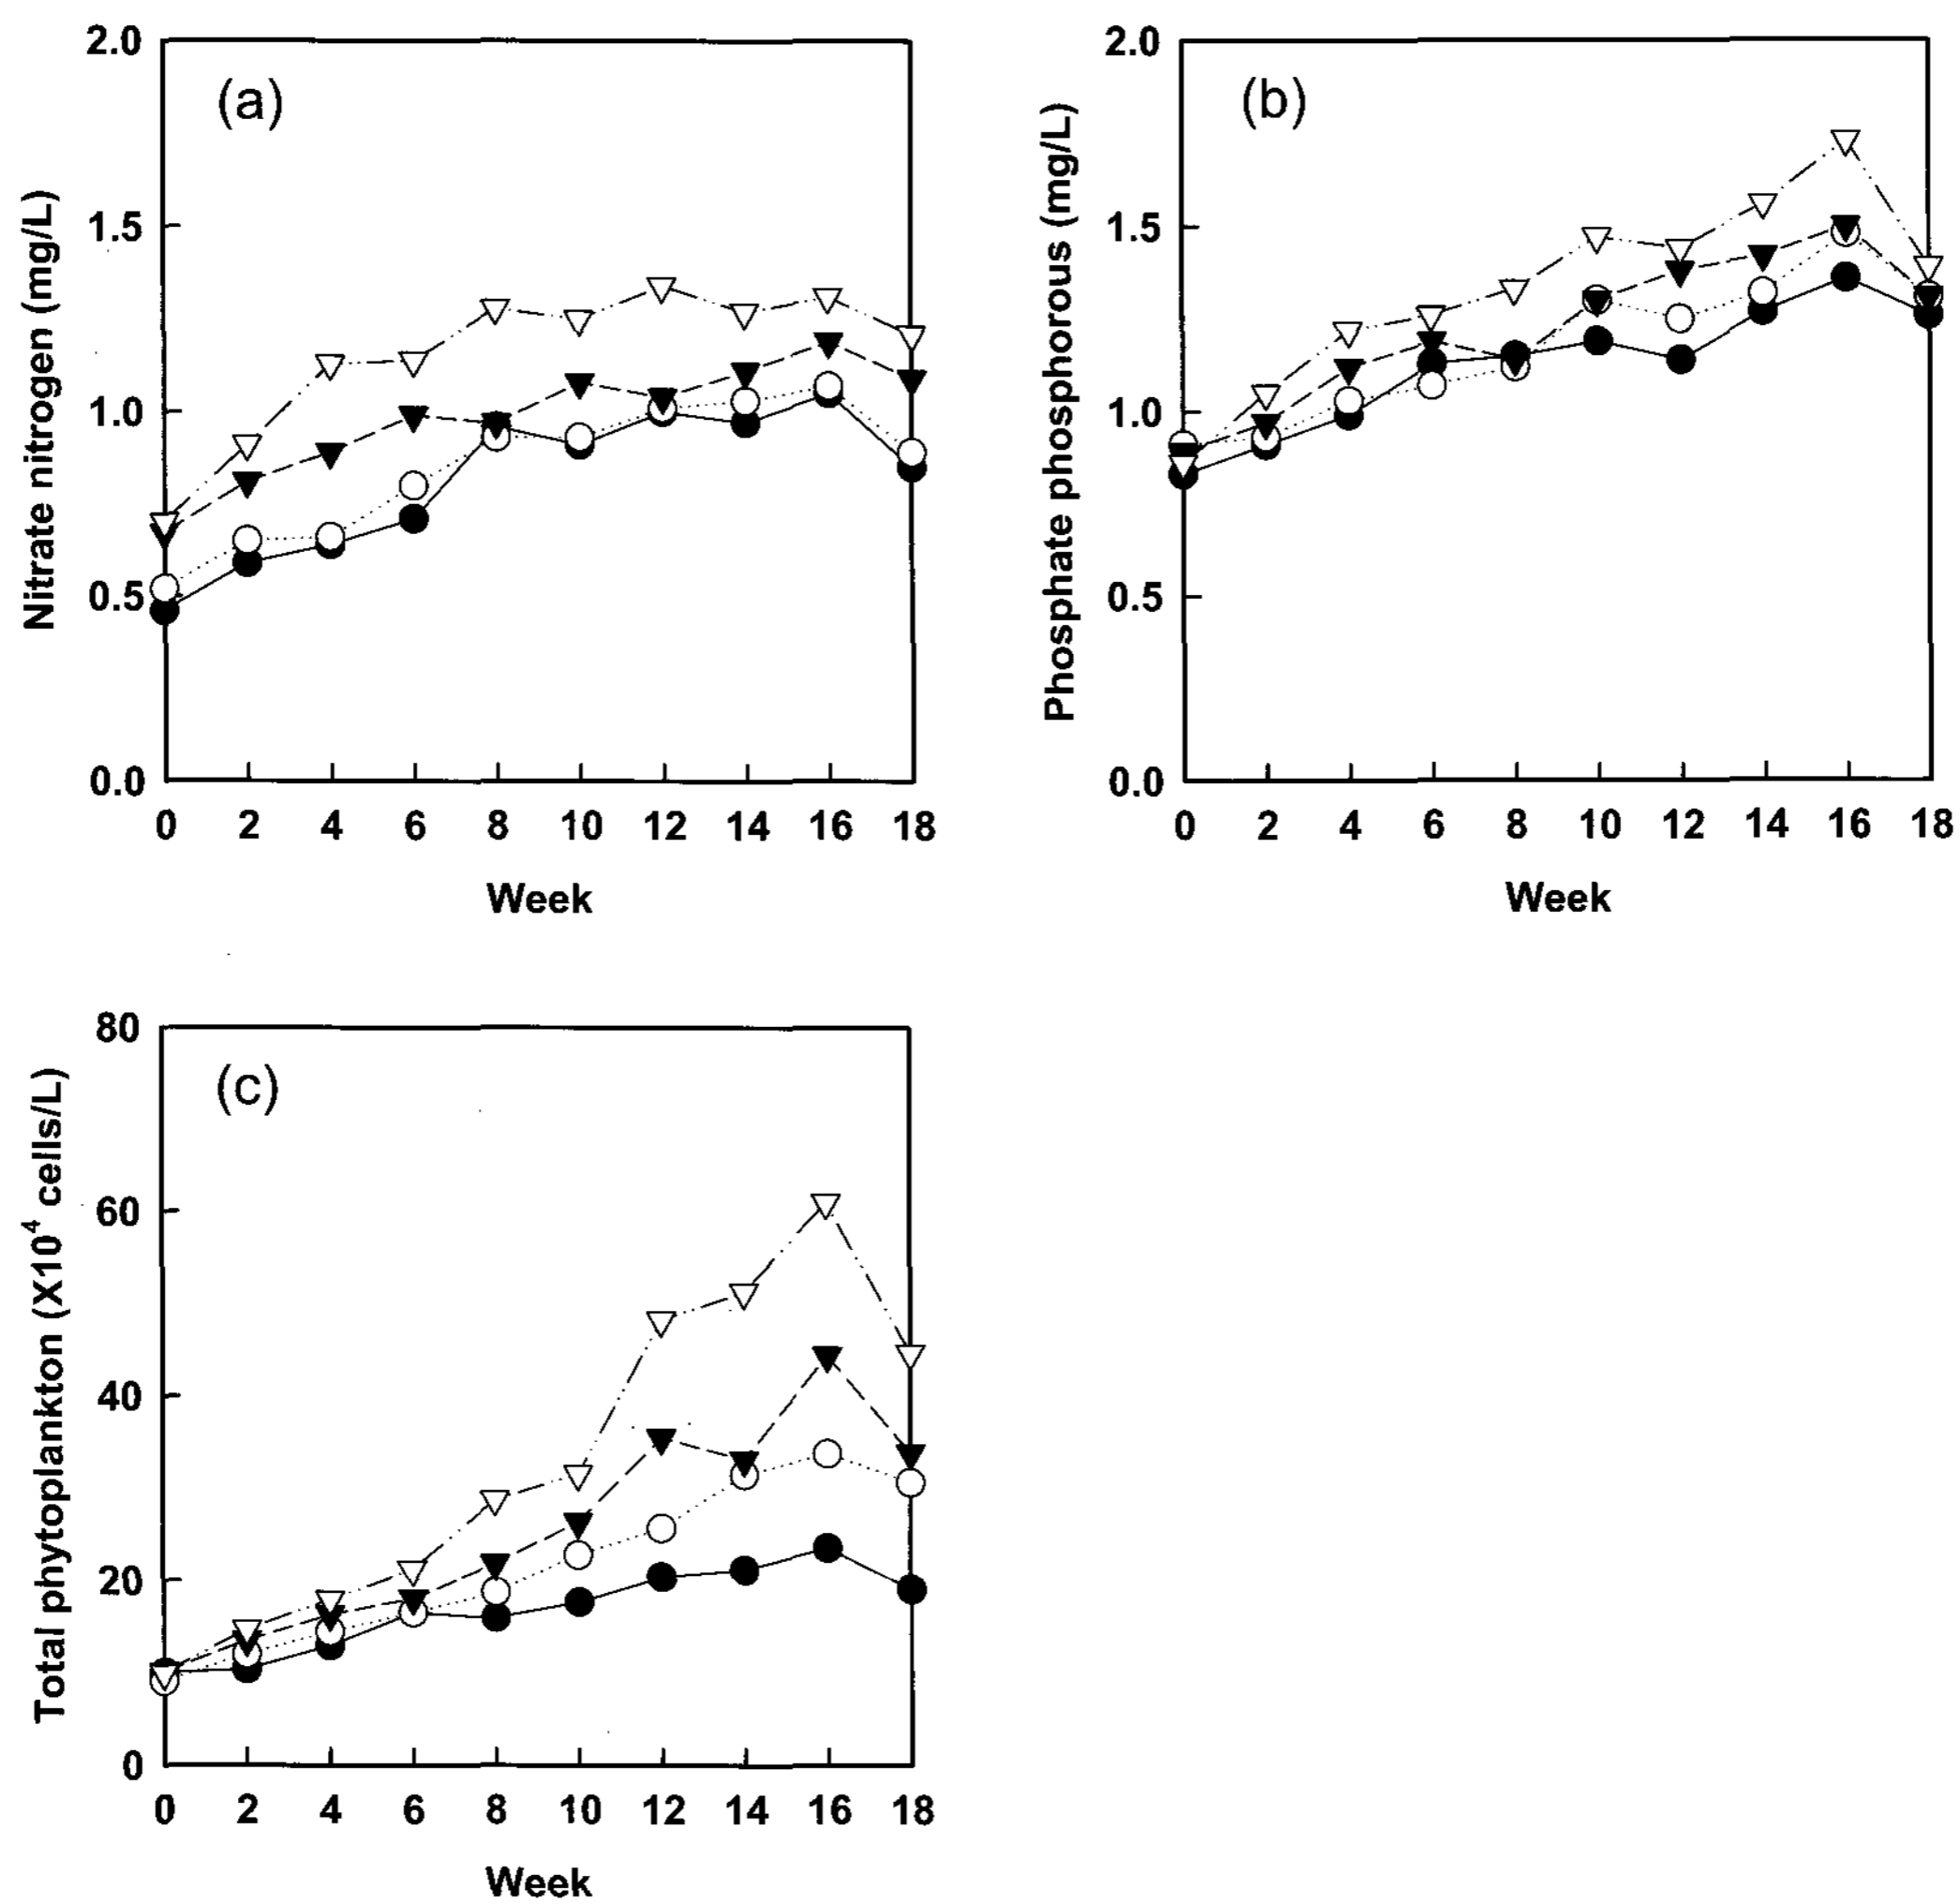 (a)
Nitrate nitrogen (mg/L)
2.0
1.5
1.0
0.5
0.0
0 2 4 6 8 10 12 14 16 18
Week
(b)
Phosphate phosphorous (mg/L)
2.0
1.5
1.0
0.5
0.0
0 2 4 6 8 10 12 14 16 18
Week
(c)
Total phytoplankton (X10⁴ cells/L)
80
60
40
20
0
0 2 4 6 8 10 12 14 16 18
Week